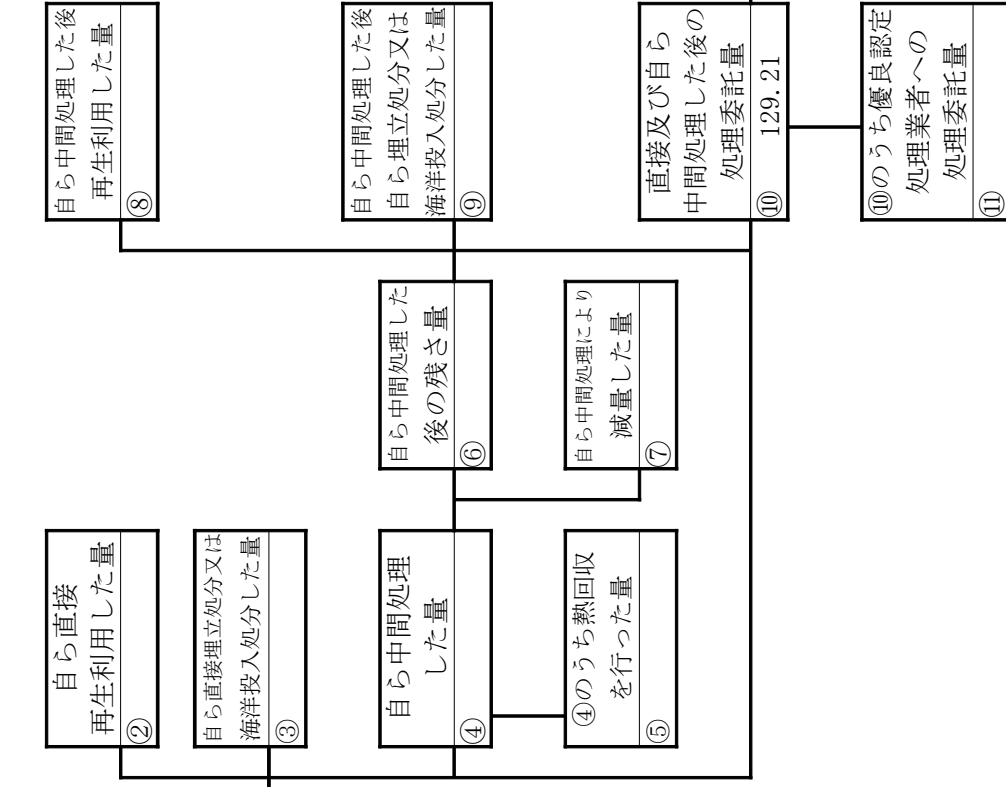 自ら直接
再生利用した量
②
自ら直接埋立処分又は
海洋投入処分した量
③
自ら中間処理
した量
④
④のうち熱回収
を行った量
⑤
自ら中間処理した
後の残さ量
⑥
自ら中間処理により
減量した量
⑦
自ら中間処理した後
再生利用した量
⑧
自ら中間処理した後
自ら埋立処分又は
海洋投入処分した量
⑨
直接及び自ら
中間処理した後の
処理委託量
⑩ 129.21
⑩のうち優良認定
処理業者への
処理委託量
⑪